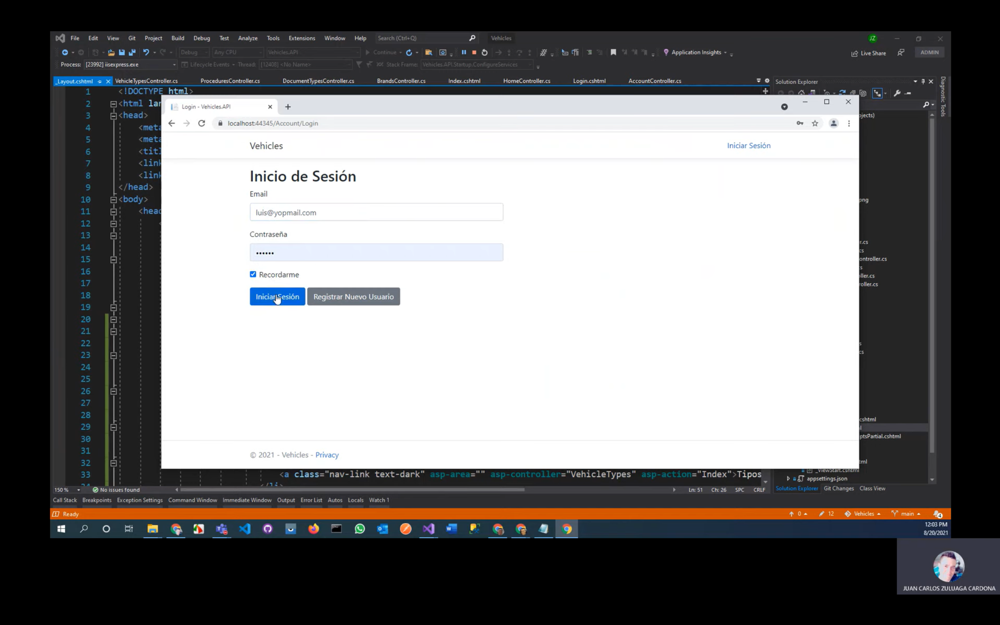 File Edit View Git Project Build Debug Test Analyze Tools Extensions Window Help Search (Ctrl+Q) Vehicles JZ
Debug Any CPU Vehicles.API Continue Application Insights Live Share ADMIN
Process: [23992] iisexpress.exe Lifecycle Events Thread: [12408] <No Name> Stack Frame: Vehicles.API.Startup.ConfigureServices
_Layout.cshtml VehicleTypesController.cs ProceduresController.cs DocumentTypesController.cs BrandsController.cs Index.cshtml HomeController.cs Login.cshtml AccountController.cs Solution Explorer
Diagnostic Tools
1 <!DOCTYPE html>
2 <html lar
3 <head>
4 <meta
5 <meta
6 <titl
7 <link
8 <link
9 </head>
10 <body>
11 <head
12 <
13
14
15
16
17
18
19
20
21
22
23
24
25
26
27
28
29
30
31
32
33 <a class="nav-link text-dark" asp-area="" asp-controller="VehicleTypes" asp-action="Index">Tipos
34 </li>
Login - Vehicles.API
localhost:44345/Account/Login
Vehicles Iniciar Sesión
Inicio de Sesión
Email
luis@yopmail.com
Contraseña
••••••
Recordarme
Iniciar Sesión Registrar Nuevo Usuario
© 2021 - Vehicles - Privacy
ojects)
png
r.cs
cs
ontroller.cs
s
ller.cs
roller.cs
s
cs
cshtml
l
ptsPartial.cshtml
tml
_ViewStart.cshtml
appsettings.json
150 % No issues found Ln: 51 Ch: 26 SPC CRLF Solution Explorer Git Changes Class View
Call Stack Breakpoints Exception Settings Command Window Immediate Window Output Error List Autos Locals Watch 1
Ready 0 12 Vehicles main 4
12:03 PM
8/20/2021
JUAN CARLOS ZULUAGA CARDONA